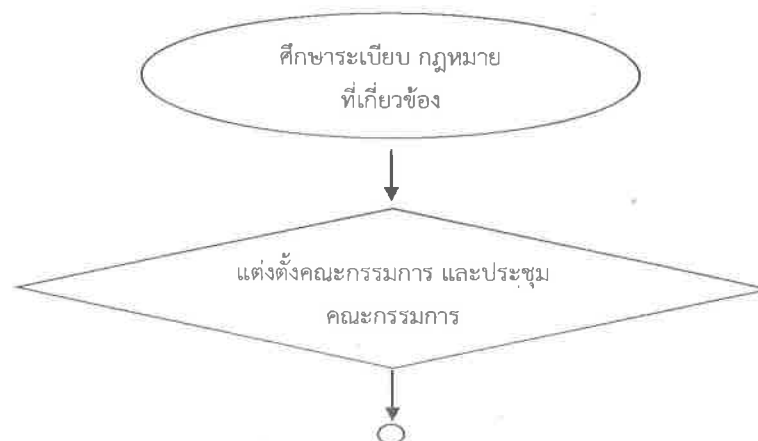 ศึกษาระเบียบ กฎหมาย
ที่เกี่ยวข้อง
แต่งตั้งคณะกรรมการ และประชุม
คณะกรรมการ